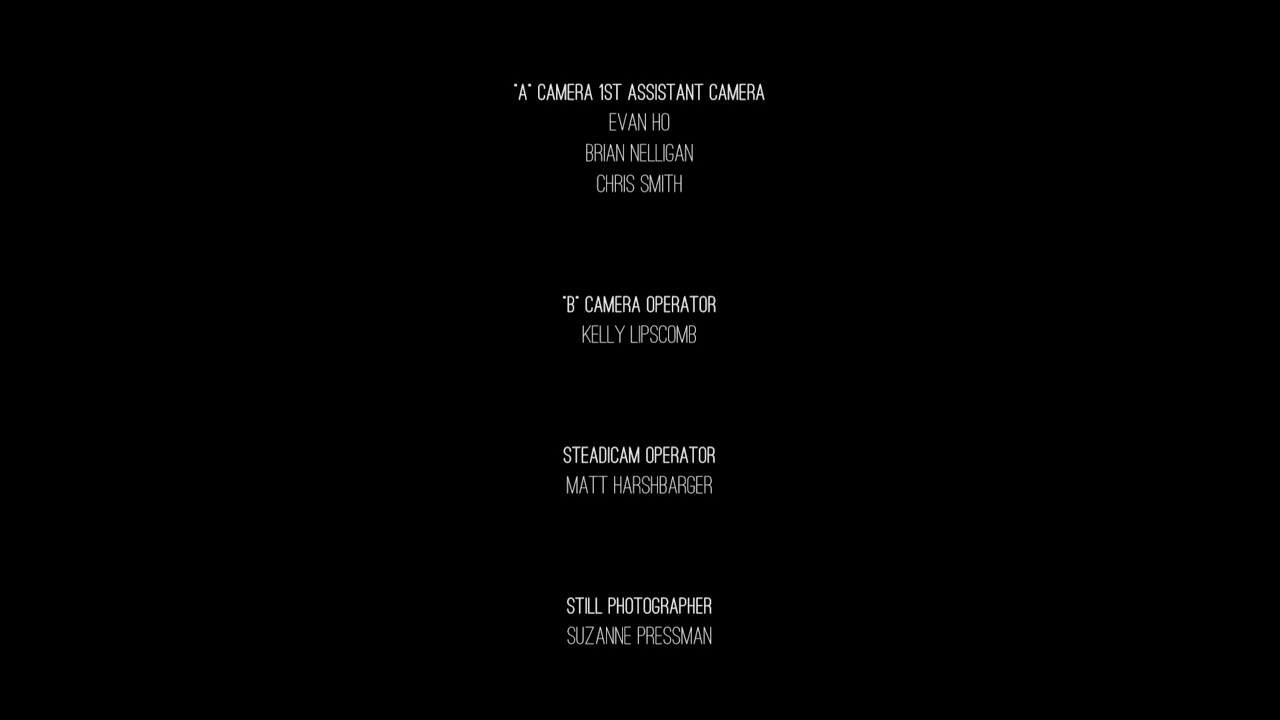 "A" CAMERA 1ST ASSISTANT CAMERA
EVAN HO
BRIAN NELLIGAN
CHRIS SMITH
"B" CAMERA OPERATOR
KELLY LIPSCOMB
STEADICAM OPERATOR
MATT HARSHBARGER
STILL PHOTOGRAPHER
SUZANNE PRESSMAN